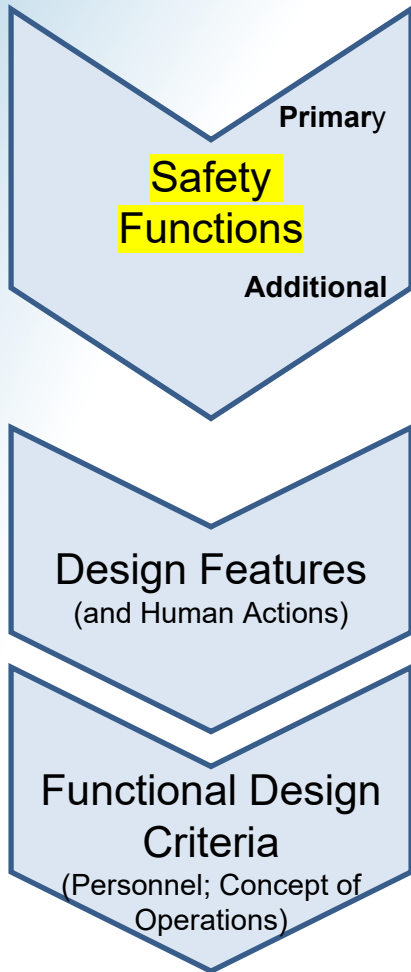 Primary
Safety
Functions
Additional
Design Features
(and Human Actions)
Functional Design
Criteria
(Personnel; Concept of
Operations)